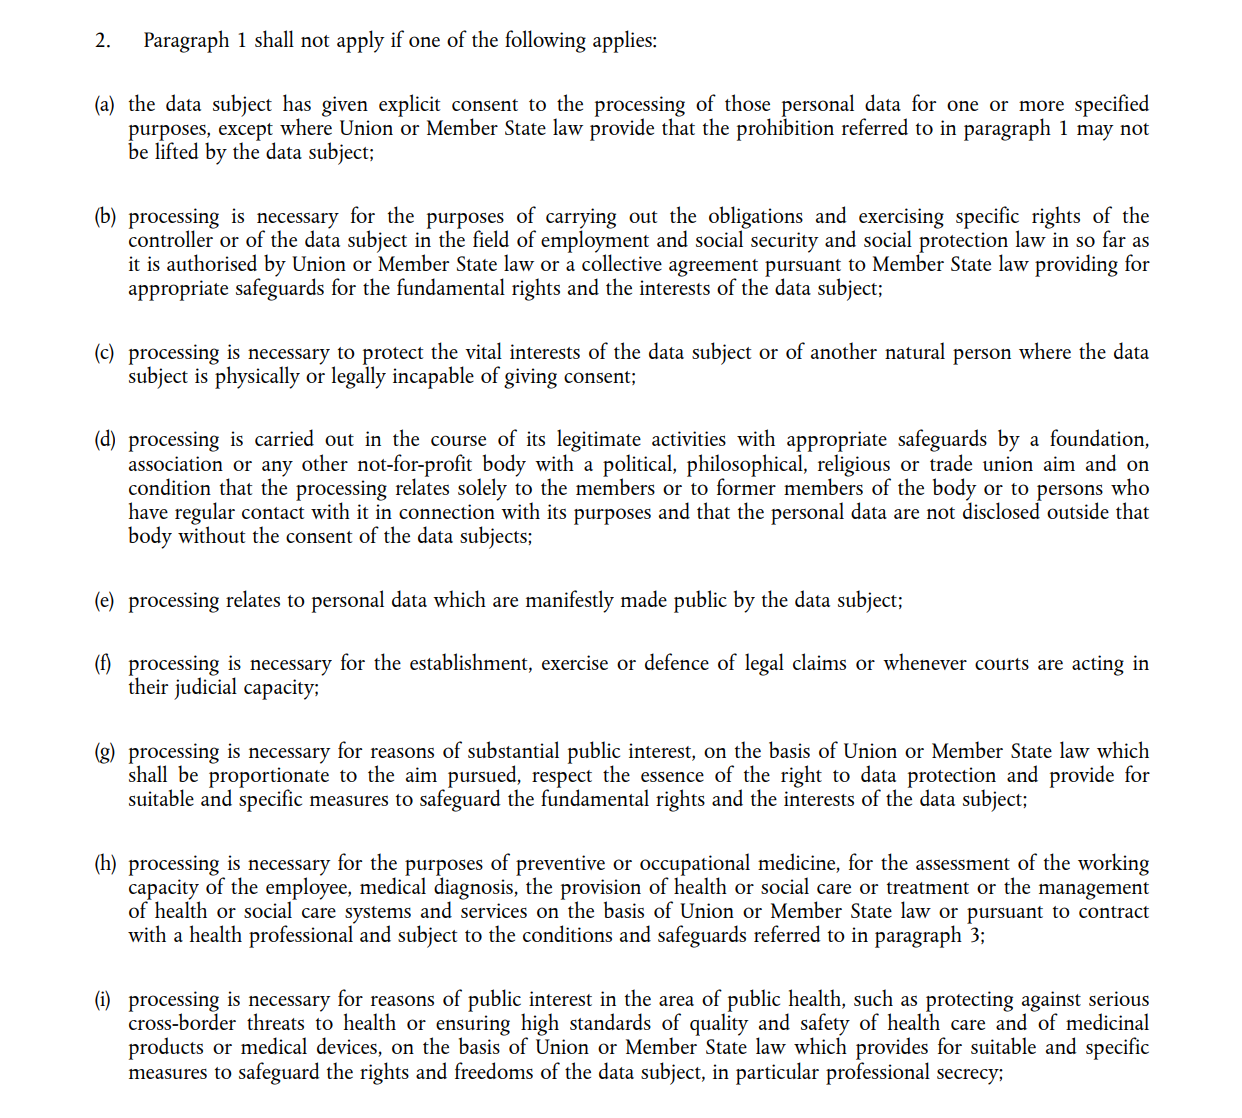 2. Paragraph 1 shall not apply if one of the following applies:
(a) the data subject has given explicit consent to the processing of those personal data for one or more specified
purposes, except where Union or Member State law provide that the prohibition referred to in paragraph 1 may not
be lifted by the data subject;
(b) processing is necessary for the purposes of carrying out the obligations and exercising specific rights of the
controller or of the data subject in the field of employment and social security and social protection law in so far as
it is authorised by Union or Member State law or a collective agreement pursuant to Member State law providing for
appropriate safeguards for the fundamental rights and the interests of the data subject;
(c) processing is necessary to protect the vital interests of the data subject or of another natural person where the data
subject is physically or legally incapable of giving consent;
(d) processing is carried out in the course of its legitimate activities with appropriate safeguards by a foundation,
association or any other not-for-profit body with a political, philosophical, religious or trade union aim and on
condition that the processing relates solely to the members or to former members of the body or to persons who
have regular contact with it in connection with its purposes and that the personal data are not disclosed outside that
body without the consent of the data subjects;
(e) processing relates to personal data which are manifestly made public by the data subject;
(f) processing is necessary for the establishment, exercise or defence of legal claims or whenever courts are acting in
their judicial capacity;
(g) processing is necessary for reasons of substantial public interest, on the basis of Union or Member State law which
shall be proportionate to the aim pursued, respect the essence of the right to data protection and provide for
suitable and specific measures to safeguard the fundamental rights and the interests of the data subject;
(h) processing is necessary for the purposes of preventive or occupational medicine, for the assessment of the working
capacity of the employee, medical diagnosis, the provision of health or social care or treatment or the management
of health or social care systems and services on the basis of Union or Member State law or pursuant to contract
with a health professional and subject to the conditions and safeguards referred to in paragraph 3;
(i) processing is necessary for reasons of public interest in the area of public health, such as protecting against serious
cross-border threats to health or ensuring high standards of quality and safety of health care and of medicinal
products or medical devices, on the basis of Union or Member State law which provides for suitable and specific
measures to safeguard the rights and freedoms of the data subject, in particular professional secrecy;